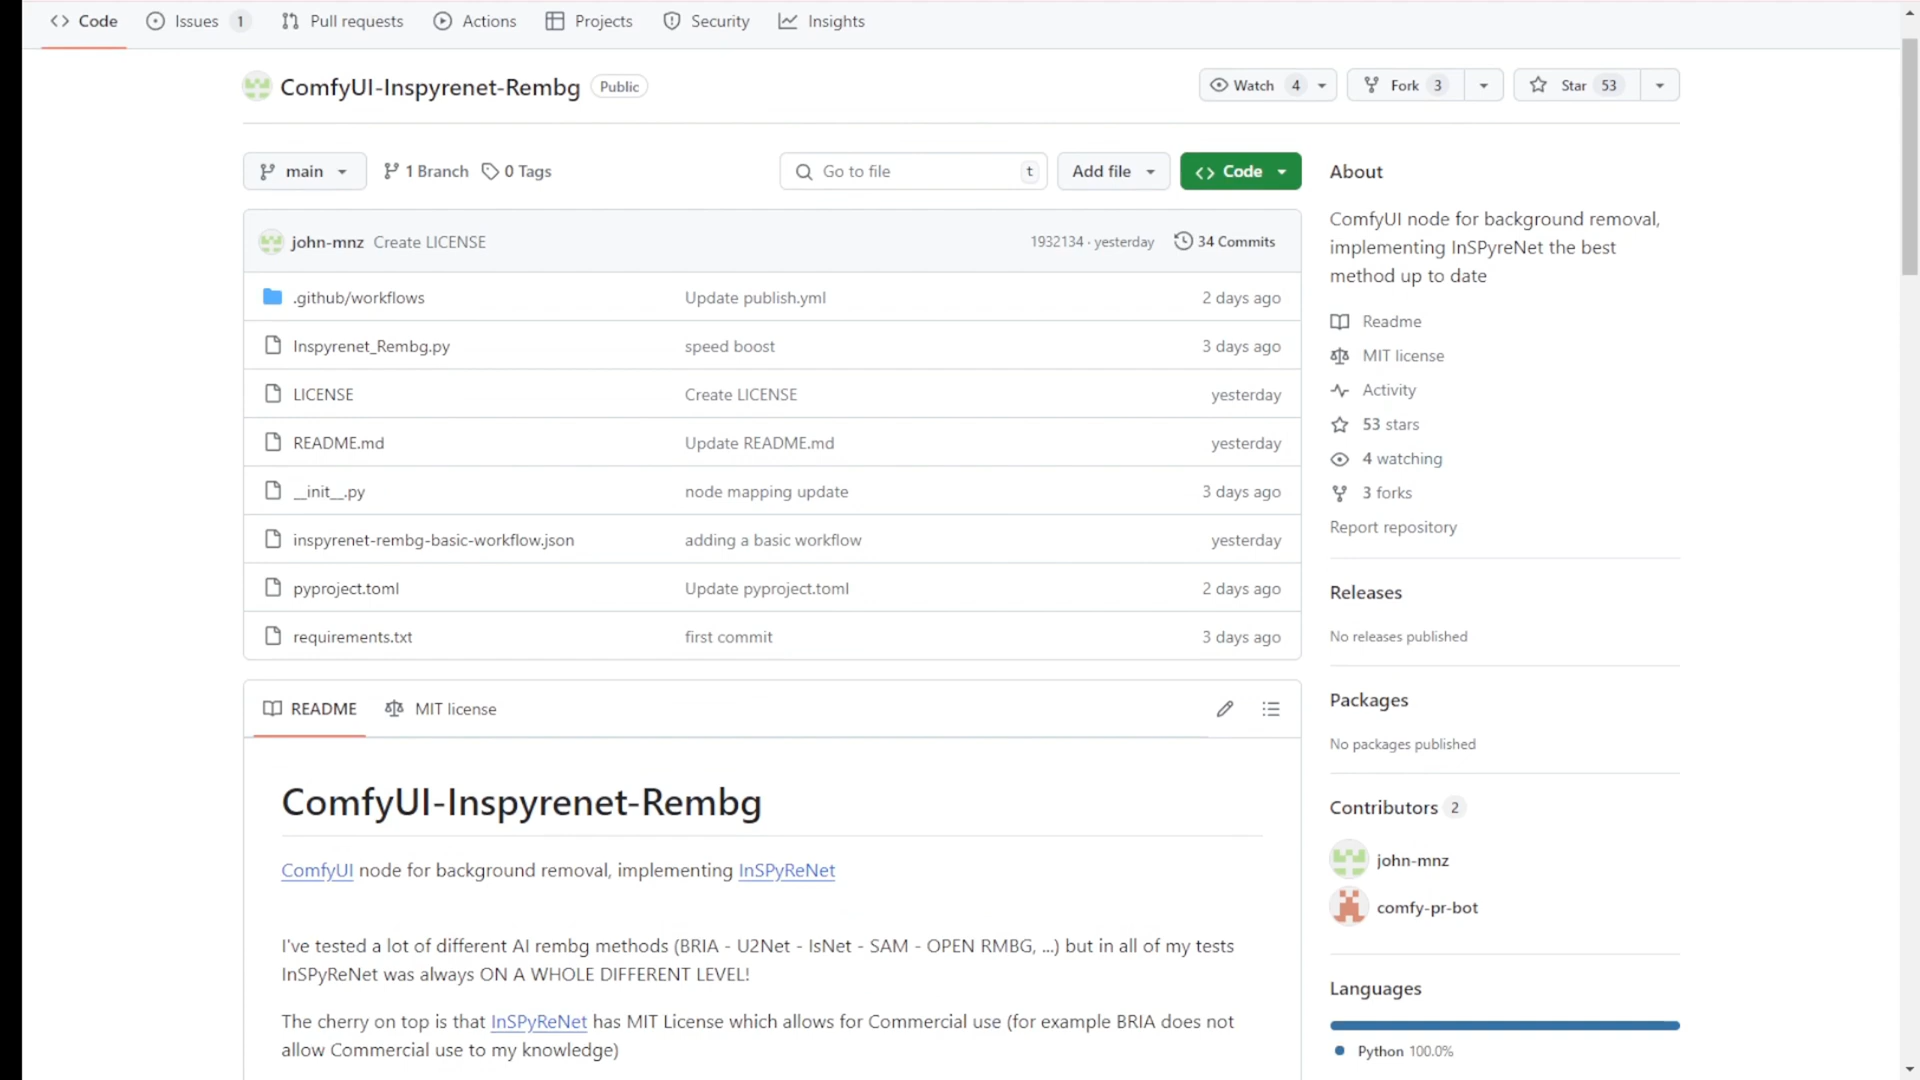 Code Issues 1 Pull requests Actions Projects Security Insights
ComfyUI-Inspyrenet-Rembg Public
Watch 4 Fork 3 Star 53
main 1 Branch 0 Tags Go to file t Add file Code
john-mnz Create LICENSE 1932134 · yesterday 34 Commits
.github/workflows Update publish.yml 2 days ago
Inspyrenet_Rembg.py speed boost 3 days ago
LICENSE Create LICENSE yesterday
README.md Update README.md yesterday
__init__.py node mapping update 3 days ago
inspyrenet-rembg-basic-workflow.json adding a basic workflow yesterday
pyproject.toml Update pyproject.toml 2 days ago
requirements.txt first commit 3 days ago
README MIT license
ComfyUI-Inspyrenet-Rembg
ComfyUI node for background removal, implementing InSPyReNet
I've tested a lot of different AI rembg methods (BRIA - U2Net - IsNet - SAM - OPEN RMBG, ...) but in all of my tests
InSPyReNet was always ON A WHOLE DIFFERENT LEVEL!
The cherry on top is that InSPyReNet has MIT License which allows for Commercial use (for example BRIA does not
allow Commercial use to my knowledge)
About
ComfyUI node for background removal,
implementing InSPyreNet the best
method up to date
Readme
MIT license
Activity
53 stars
4 watching
3 forks
Report repository
Releases
No releases published
Packages
No packages published
Contributors 2
john-mnz
comfy-pr-bot
Languages
Python 100.0%